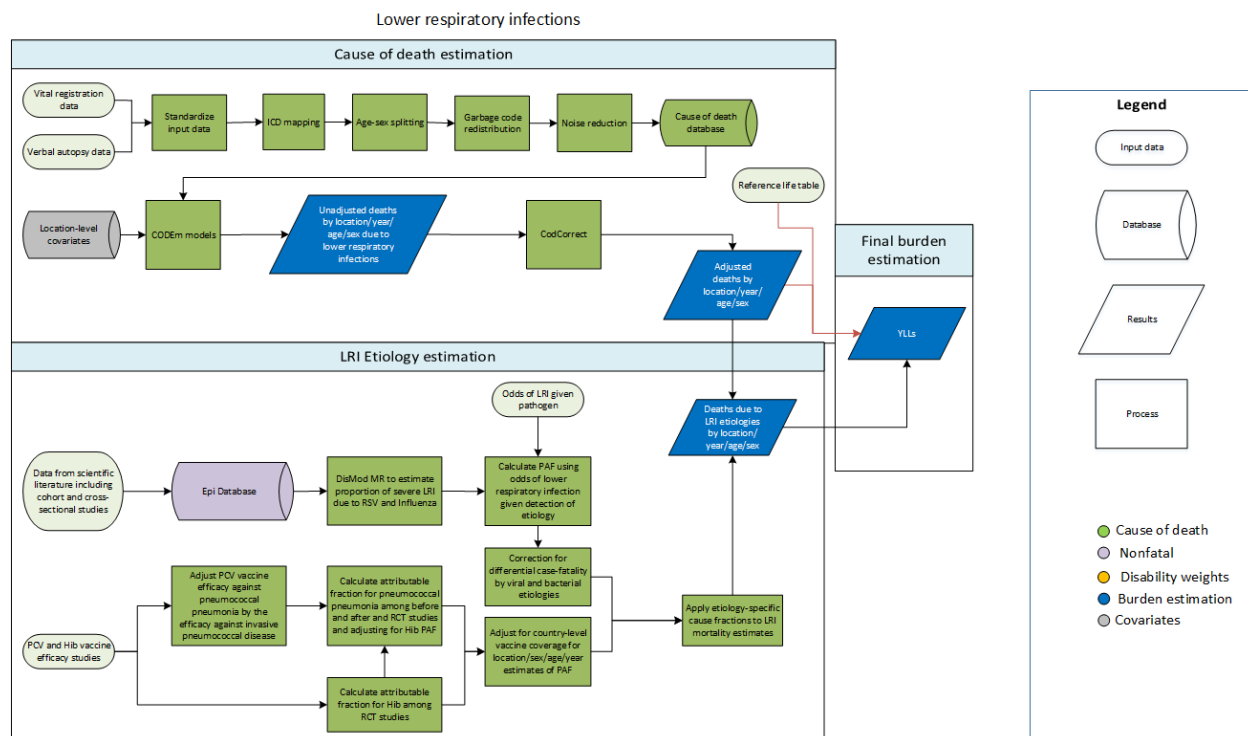 Lower respiratory infections
Cause of death estimation
Vital registration
data
Verbal autopsy data
Standardize
input data
ICD mapping
Age-sex splitting
Garbage code
redistribution
Noise reduction
Cause of death
database
Reference life table
Location-level
covariates
CODEm models
Unadjusted deaths
by location/year/
age/sex due to
lower respiratory
infections
CodCorrect
Adjusted
deaths by
location/year/
age/sex
Final burden
estimation
YLLs
LRI Etiology estimation
Odds of LRI given
pathogen
Deaths due to
LRI etiologies
by location/
year/age/sex
Data from scientific
literature including
cohort and cross-
sectional studies
Epi Database
DisMod MR to estimate
proportion of severe LRI
due to RSV and Influenza
Calculate PAF using
odds of lower
respiratory infection
given detection of
etiology
Correction for
differential case-fatality
by viral and bacterial
etiologies
PCV and Hib vaccine
efficacy studies
Adjust PCV vaccine
efficacy against
pneumococcal
pneumonia by the
efficacy against invasive
pneumococcal disease
Calculate attributable
fraction for pneumococcal
pneumonia among before
and after and RCT studies
and adjusting for Hib PAF
Calculate attributable
fraction for Hib among
RCT studies
Adjust for country-level
vaccine coverage for
location/sex/age/year
estimates of PAF
Apply etiology-specific
cause fractions to LRI
mortality estimates
Legend
Input data
Database
Results
Process
Cause of death
Nonfatal
Disability weights
Burden estimation
Covariates